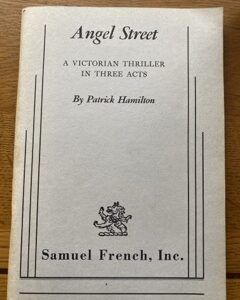 Angel Street
A VICTORIAN THRILLER
IN THREE ACTS
By Patrick Hamilton
Samuel French, Inc.